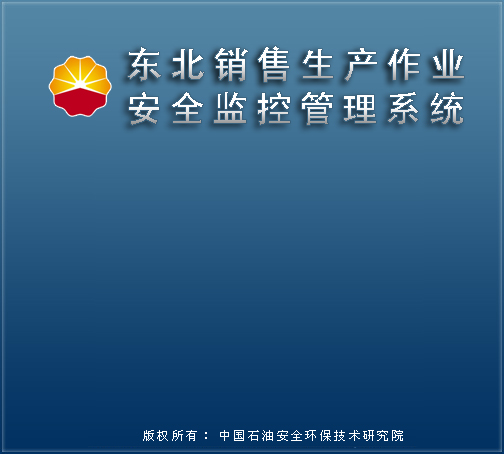 东北销售生产作业
安全监控管理系统
版权所有：中国石油安全环保技术研究院